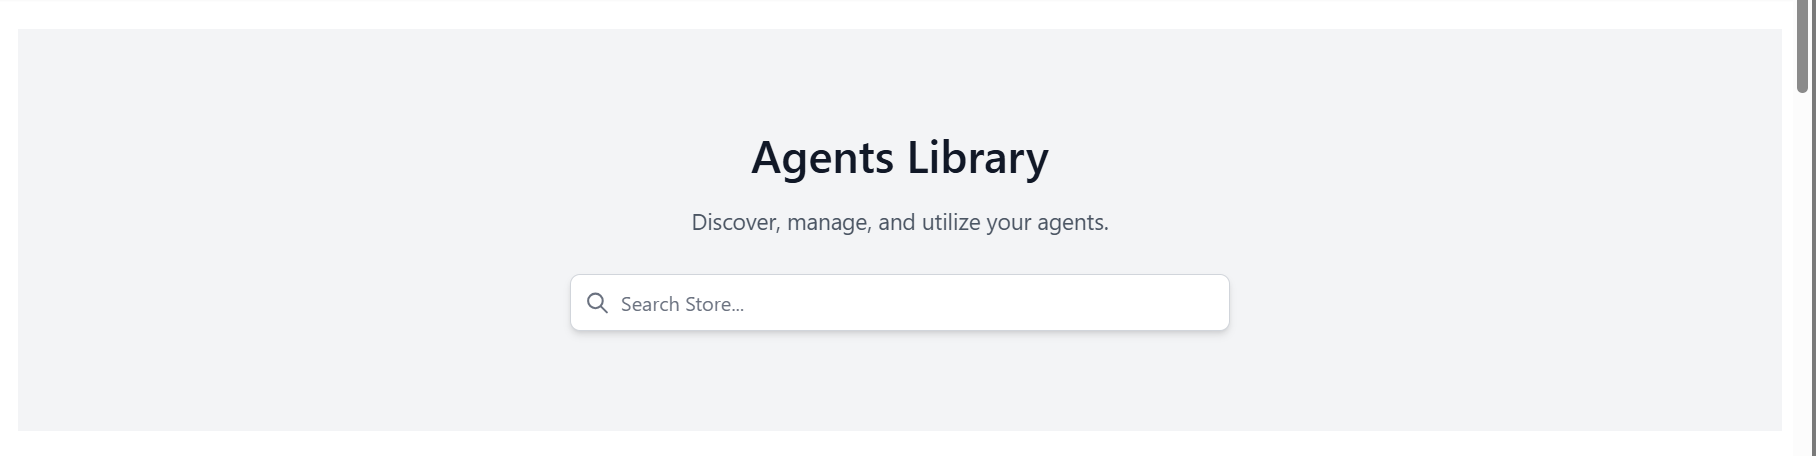 Agents Library
Discover, manage, and utilize your agents.
Search Store...